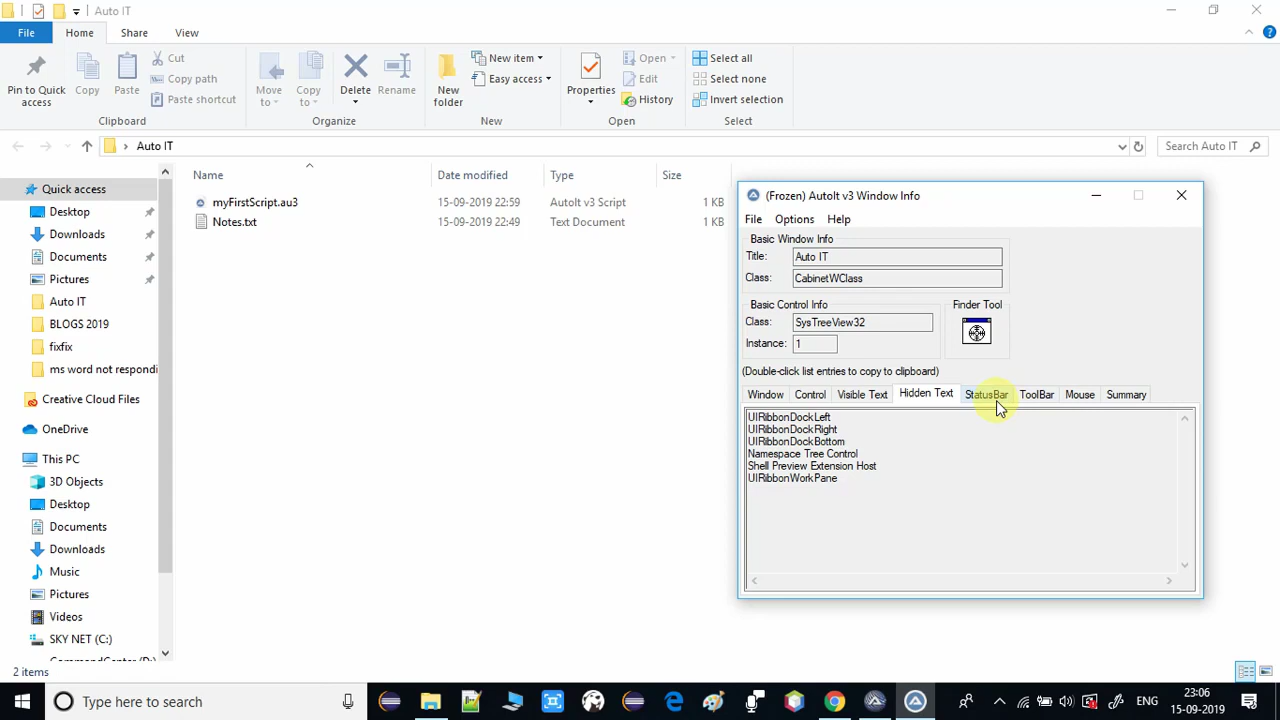 Auto IT
File Home Share View
Pin to Quick access
Copy
Paste
Cut
Copy path
Paste shortcut
Clipboard
Move to
Copy to
Delete
Rename
Organize
New folder
New item
Easy access
New
Properties
Open
Edit
History
Open
Select all
Select none
Invert selection
Select
Auto IT
Search Auto IT
Name Date modified Type Size
myFirstScript.au3 15-09-2019 22:59 AutoIt v3 Script 1 KB
Notes.txt 15-09-2019 22:49 Text Document 1 KB
Quick access
Desktop
Downloads
Documents
Pictures
Auto IT
BLOGS 2019
fixfix
ms word not respondi
Creative Cloud Files
OneDrive
This PC
3D Objects
Desktop
Documents
Downloads
Music
Pictures
Videos
SKY NET (C:)
CommandCenter (D:)
2 items
(Frozen) AutoIt v3 Window Info
File Options Help
Basic Window Info
Title: Auto IT
Class: CabinetWClass
Basic Control Info
Class: SysTreeView32
Instance: 1
Finder Tool
(Double-click list entries to copy to clipboard)
Window Control Visible Text Hidden Text StatusBar ToolBar Mouse Summary
UIRibbonDockLeft
UIRibbonDockRight
UIRibbonDockBottom
Namespace Tree Control
Shell Preview Extension Host
UIRibbonWorkPane
Type here to search
ENG
23:06
15-09-2019